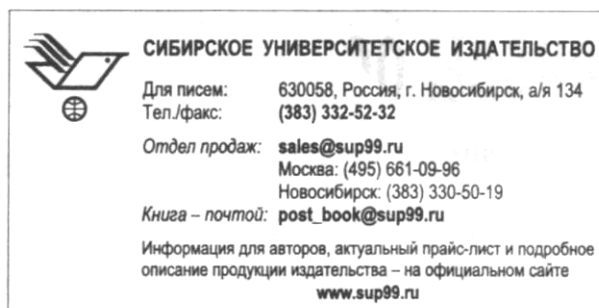 СИБИРСКОЕ УНИВЕРСИТЕТСКОЕ ИЗДАТЕЛЬСТВО
Для писем: 630058, Россия, г. Новосибирск, а/я 134
Тел./факс: (383) 332-52-32
Отдел продаж: sales@sup99.ru
Москва: (495) 661-09-96
Новосибирск: (383) 330-50-19
Книга – почтой: post_book@sup99.ru
Информация для авторов, актуальный прайс-лист и подробное
описание продукции издательства – на официальном сайте
www.sup99.ru